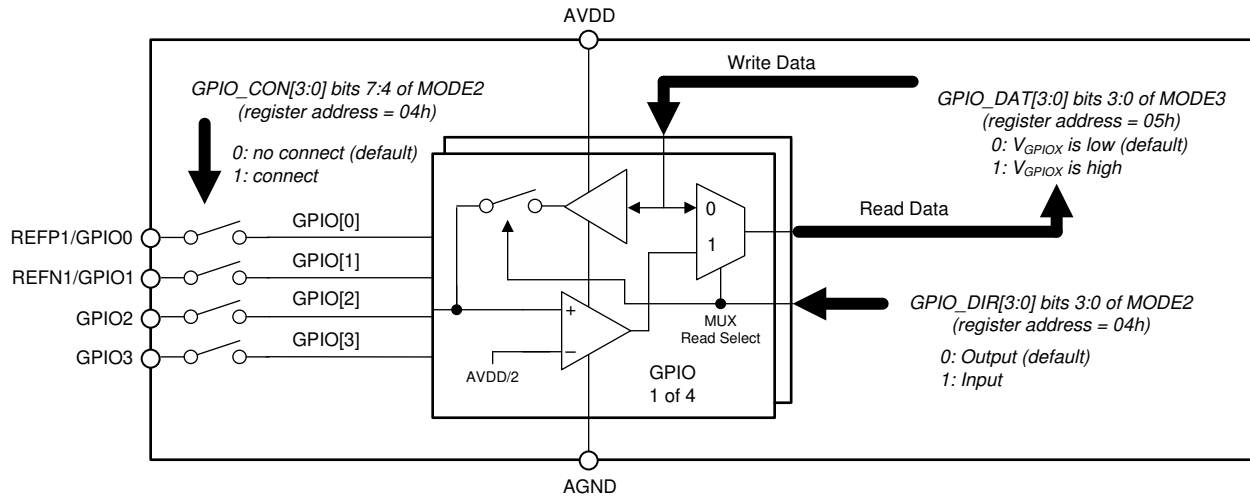 AVDD
Write Data
GPIO_CON[3:0] bits 7:4 of MODE2
(register address = 04h)
0: no connect (default)
1: connect
GPIO_DAT[3:0] bits 3:0 of MODE3
(register address = 05h)
0: VGPIOX is low (default)
1: VGPIOX is high
Read Data
REFP1/GPIO0
REFN1/GPIO1
GPIO2
GPIO3
GPIO[0]
GPIO[1]
GPIO[2]
GPIO[3]
0
1
+
−
AVDD/2
MUX
Read Select
GPIO
1 of 4
GPIO_DIR[3:0] bits 3:0 of MODE2
(register address = 04h)
0: Output (default)
1: Input
AGND